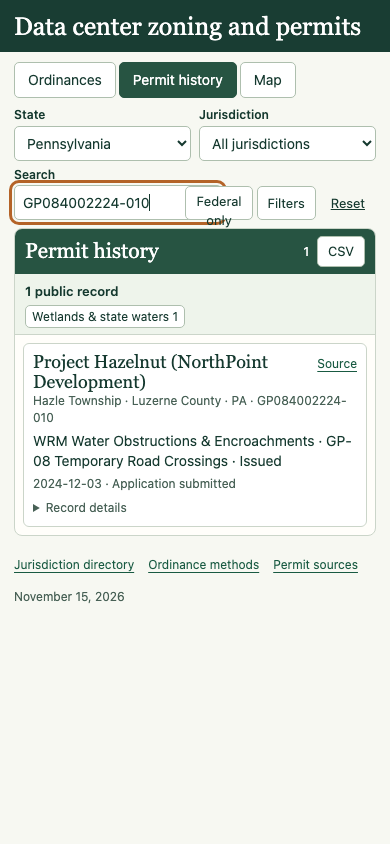 Data center zoning and permits
Ordinances
Permit history
Map
State
Jurisdiction
Pennsylvania
All jurisdictions
Search
GP084002224-010
Federal
only
Filters
Reset
Permit history
1
CSV
1 public record
Wetlands & state waters 1
Project Hazelnut (NorthPoint
Development)
Source
Hazle Township · Luzerne County · PA · GP084002224-
010
WRM Water Obstructions & Encroachments · GP-
08 Temporary Road Crossings · Issued
2024-12-03 · Application submitted
Record details
Jurisdiction directory
Ordinance methods
Permit sources
November 15, 2026